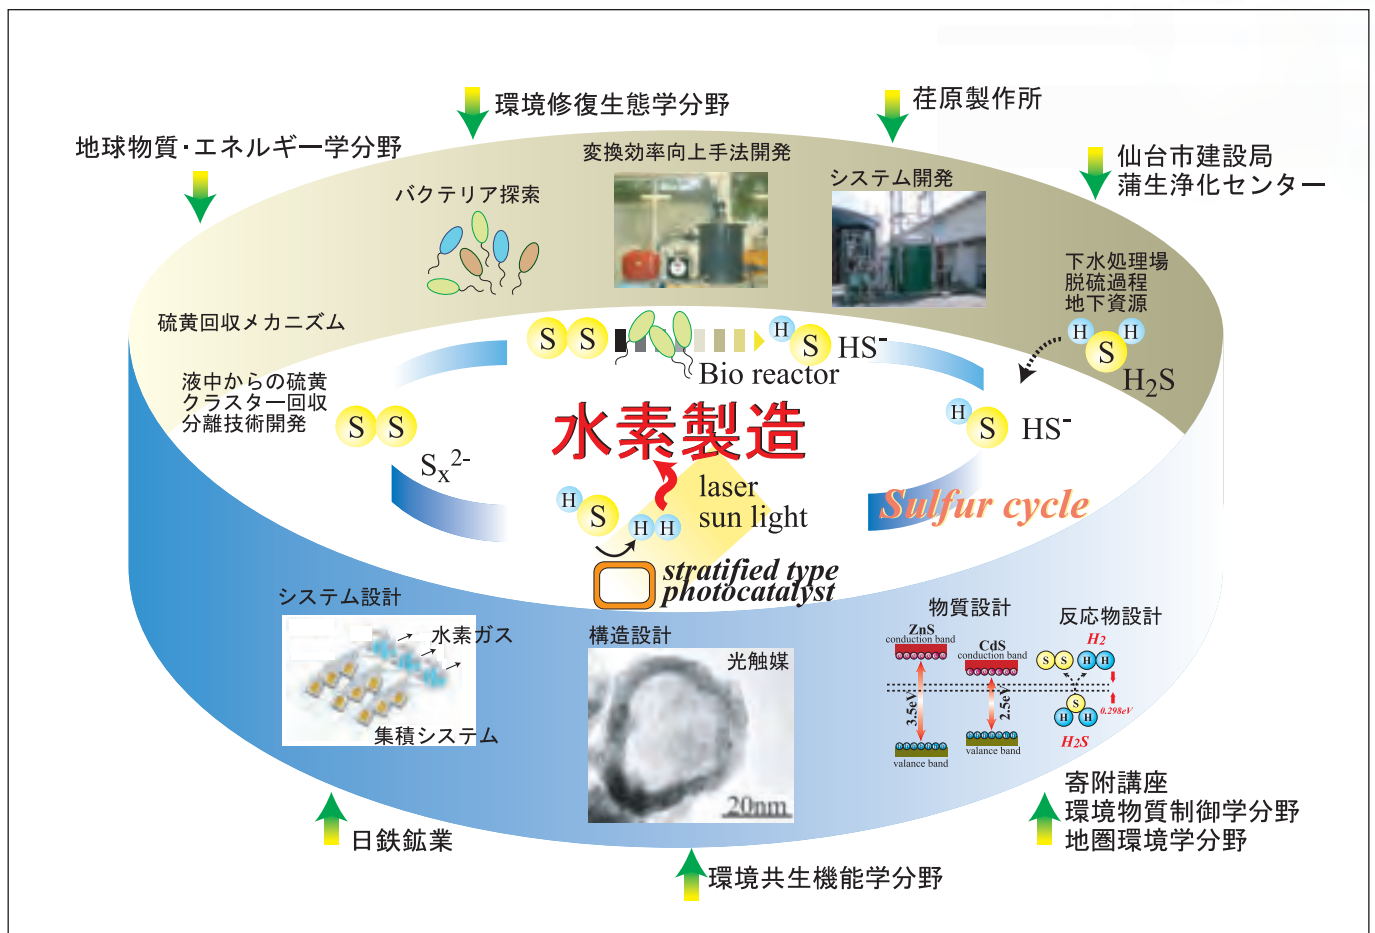 環境修復生態学分野
荏原製作所
地球物質・エネルギー学分野
変換効率向上手法開発
仙台市建設局
蒲生浄化センター
バクテリア探索
システム開発
下水処理場
脱硫過程
地下資源
硫黄回収メカニズム
S S
H S HS⁻
H H
S
H₂S
Bio reactor
液中からの硫黄
クラスター回収
分離技術開発
S S
Sₓ²⁻
水素製造
H S HS⁻
laser
sun light
H S
H H
Sulfur cycle
stratified type
photocatalyst
システム設計
水素ガス
集積システム
構造設計
光触媒
20nm
物質設計
ZnS
conduction band
CdS
conduction band
3.5eV
2.5eV
valance band
valance band
反応物設計
H2
S S H H
S
H H
0.298eV
H2S
日鉄鉱業
環境共生機能学分野
寄附講座
環境物質制御学分野
地圏環境学分野